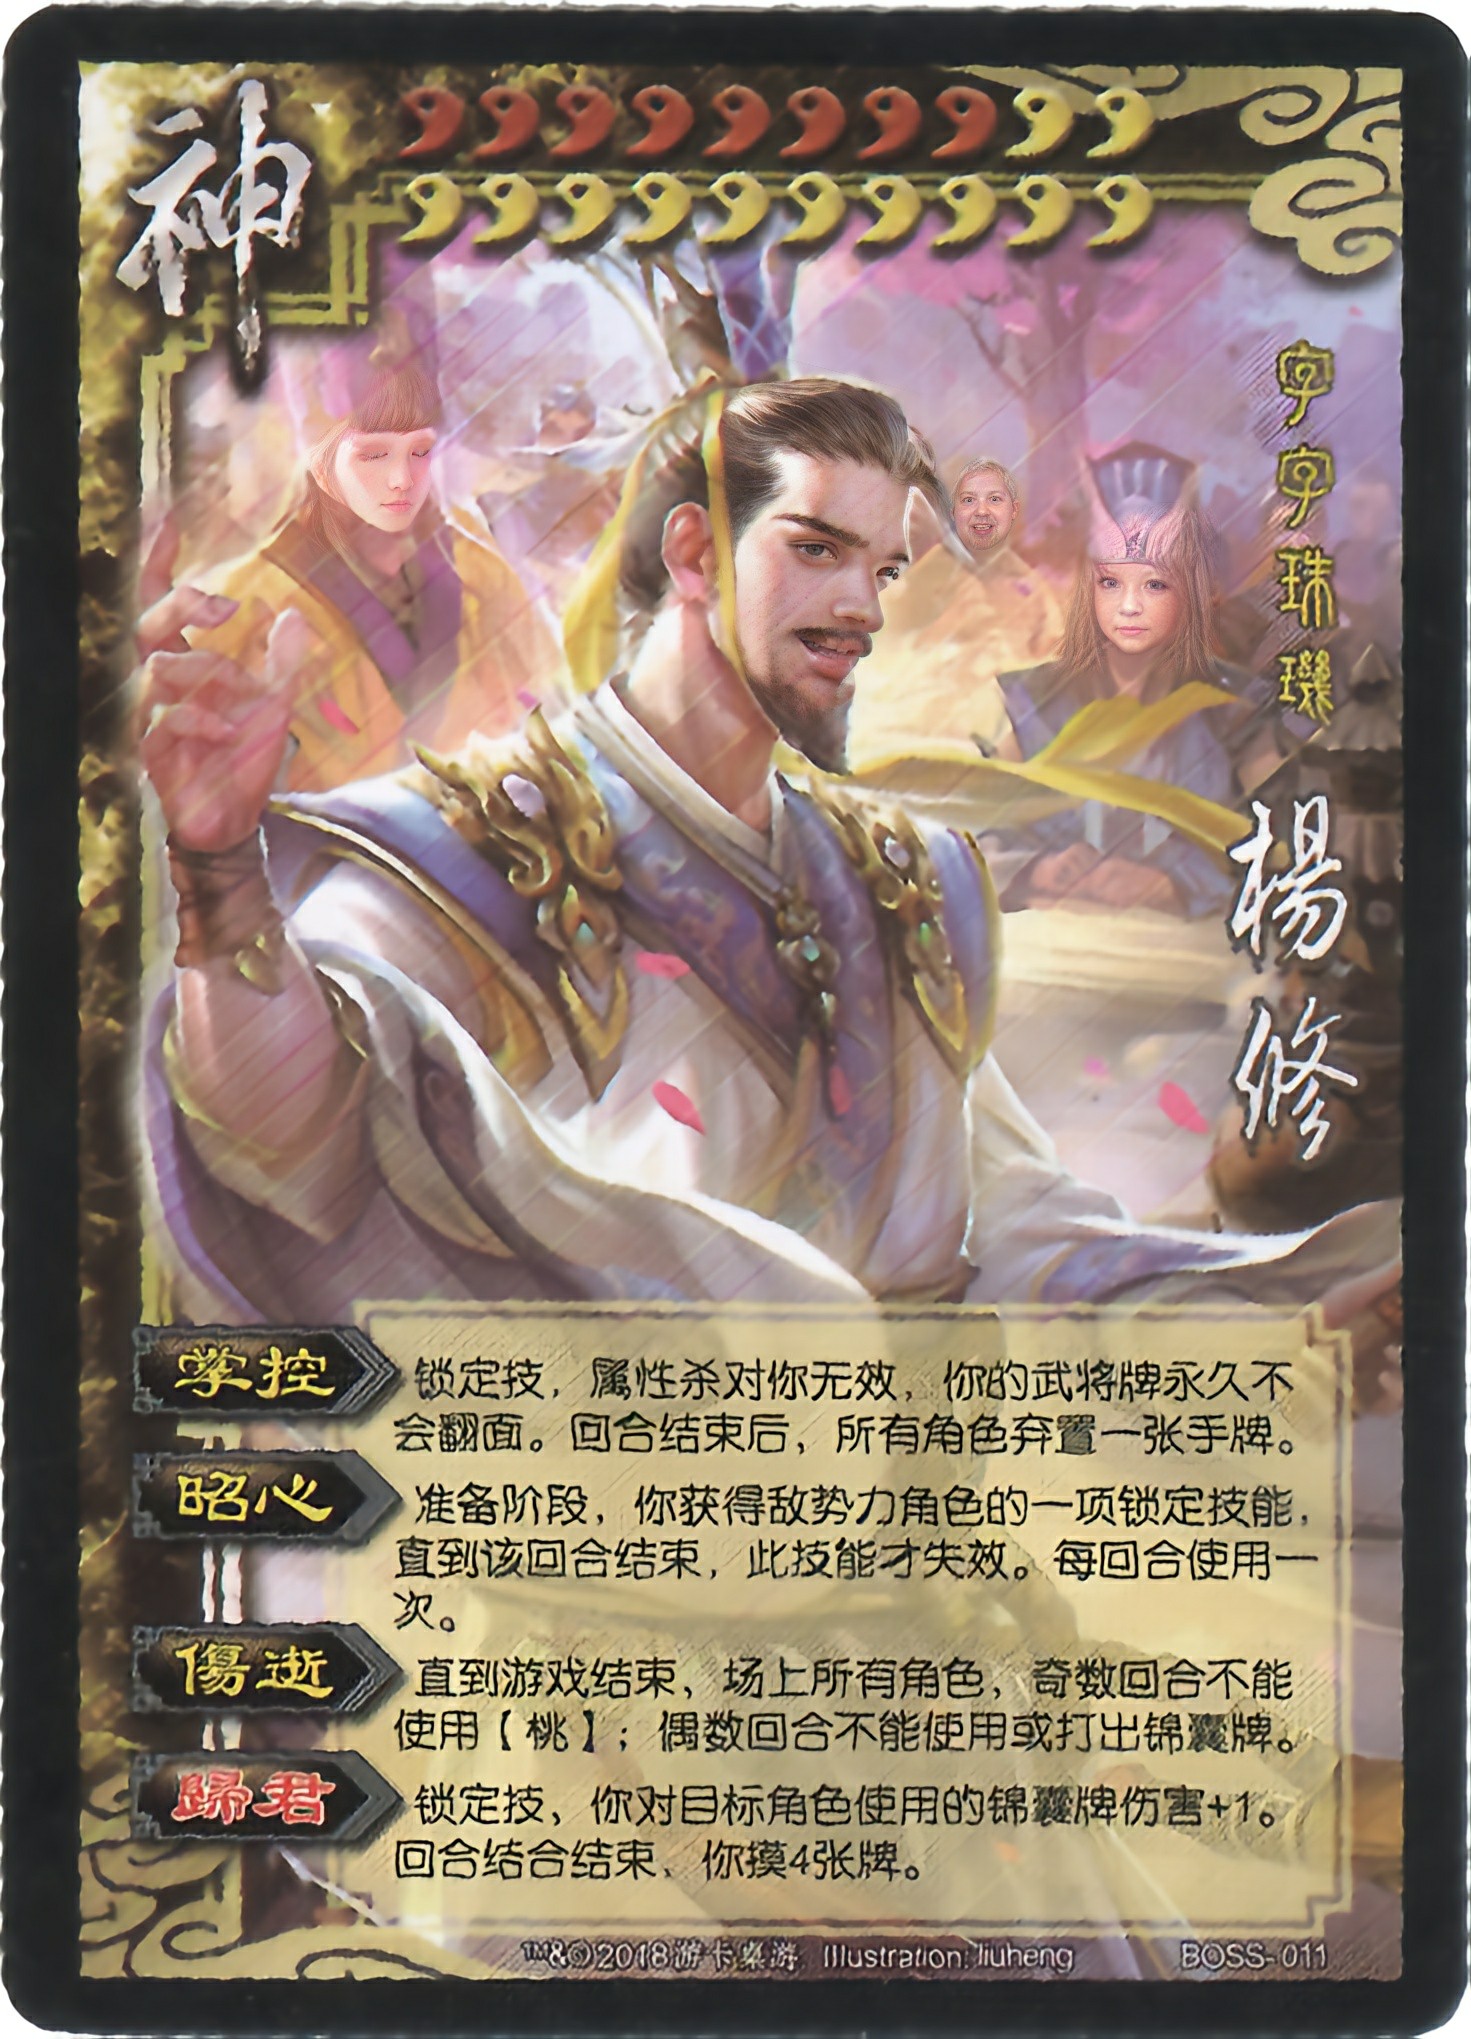 神
字字珠璣
楊修
掌控
锁定技，属性杀对你无效，你的武将牌永久不
会翻面。回合结束后，所有角色弃置一张手牌。
昭心
准备阶段，你获得敌势力角色的一项锁定技能，
直到该回合结束，此技能才失效。每回合使用一
次。
傷逝
直到游戏结束，场上所有角色，奇数回合不能
使用【桃】；偶数回合不能使用或打出锦囊牌。
歸君
锁定技，你对目标角色使用的锦囊牌伤害+1。
回合结合结束，你摸4张牌。
™&©2018游卡桌游 Illustration: liuheng
BOSS-011